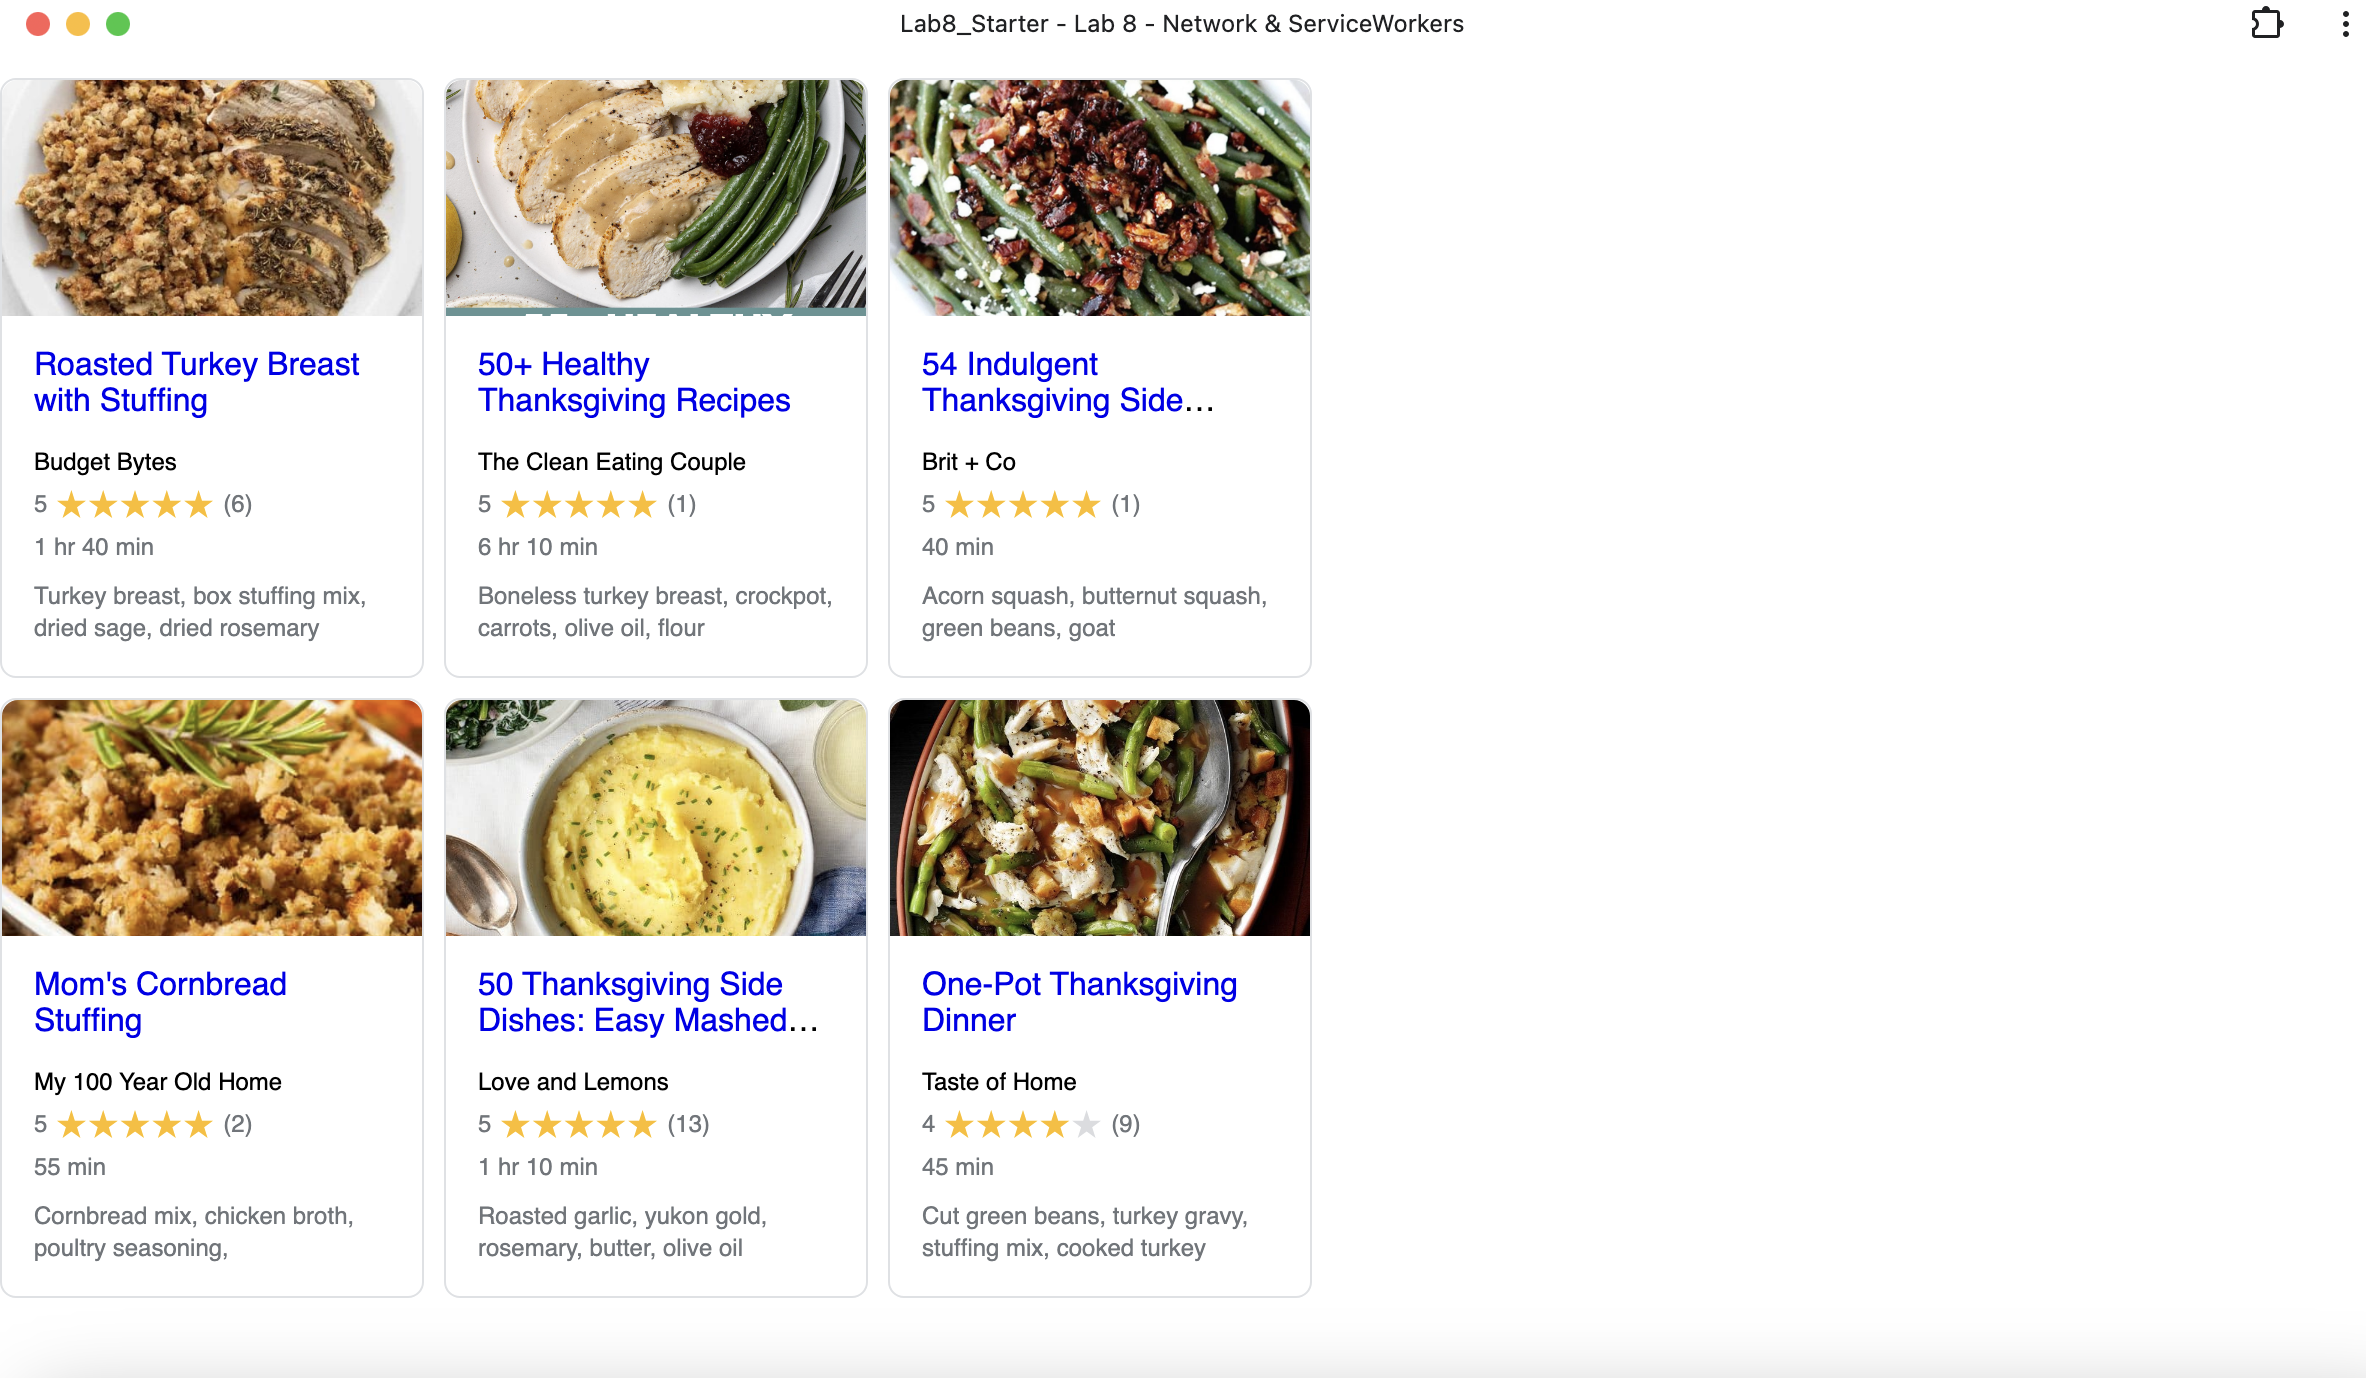 Lab8_Starter - Lab 8 - Network & ServiceWorkers
Roasted Turkey Breast
with Stuffing
Budget Bytes
5 ★★★★★ (6)
1 hr 40 min
Turkey breast, box stuffing mix,
dried sage, dried rosemary
50+ Healthy
Thanksgiving Recipes
The Clean Eating Couple
5 ★★★★★ (1)
6 hr 10 min
Boneless turkey breast, crockpot,
carrots, olive oil, flour
54 Indulgent
Thanksgiving Side...
Brit + Co
5 ★★★★★ (1)
40 min
Acorn squash, butternut squash,
green beans, goat
Mom's Cornbread
Stuffing
My 100 Year Old Home
5 ★★★★★ (2)
55 min
Cornbread mix, chicken broth,
poultry seasoning,
50 Thanksgiving Side
Dishes: Easy Mashed...
Love and Lemons
5 ★★★★★ (13)
1 hr 10 min
Roasted garlic, yukon gold,
rosemary, butter, olive oil
One-Pot Thanksgiving
Dinner
Taste of Home
4 ★★★★★ (9)
45 min
Cut green beans, turkey gravy,
stuffing mix, cooked turkey